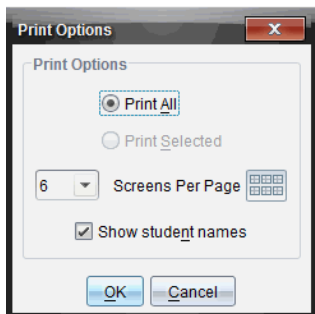 Print Options
Print Options
Print All
Print Selected
6 Screens Per Page
Show student names
OK Cancel